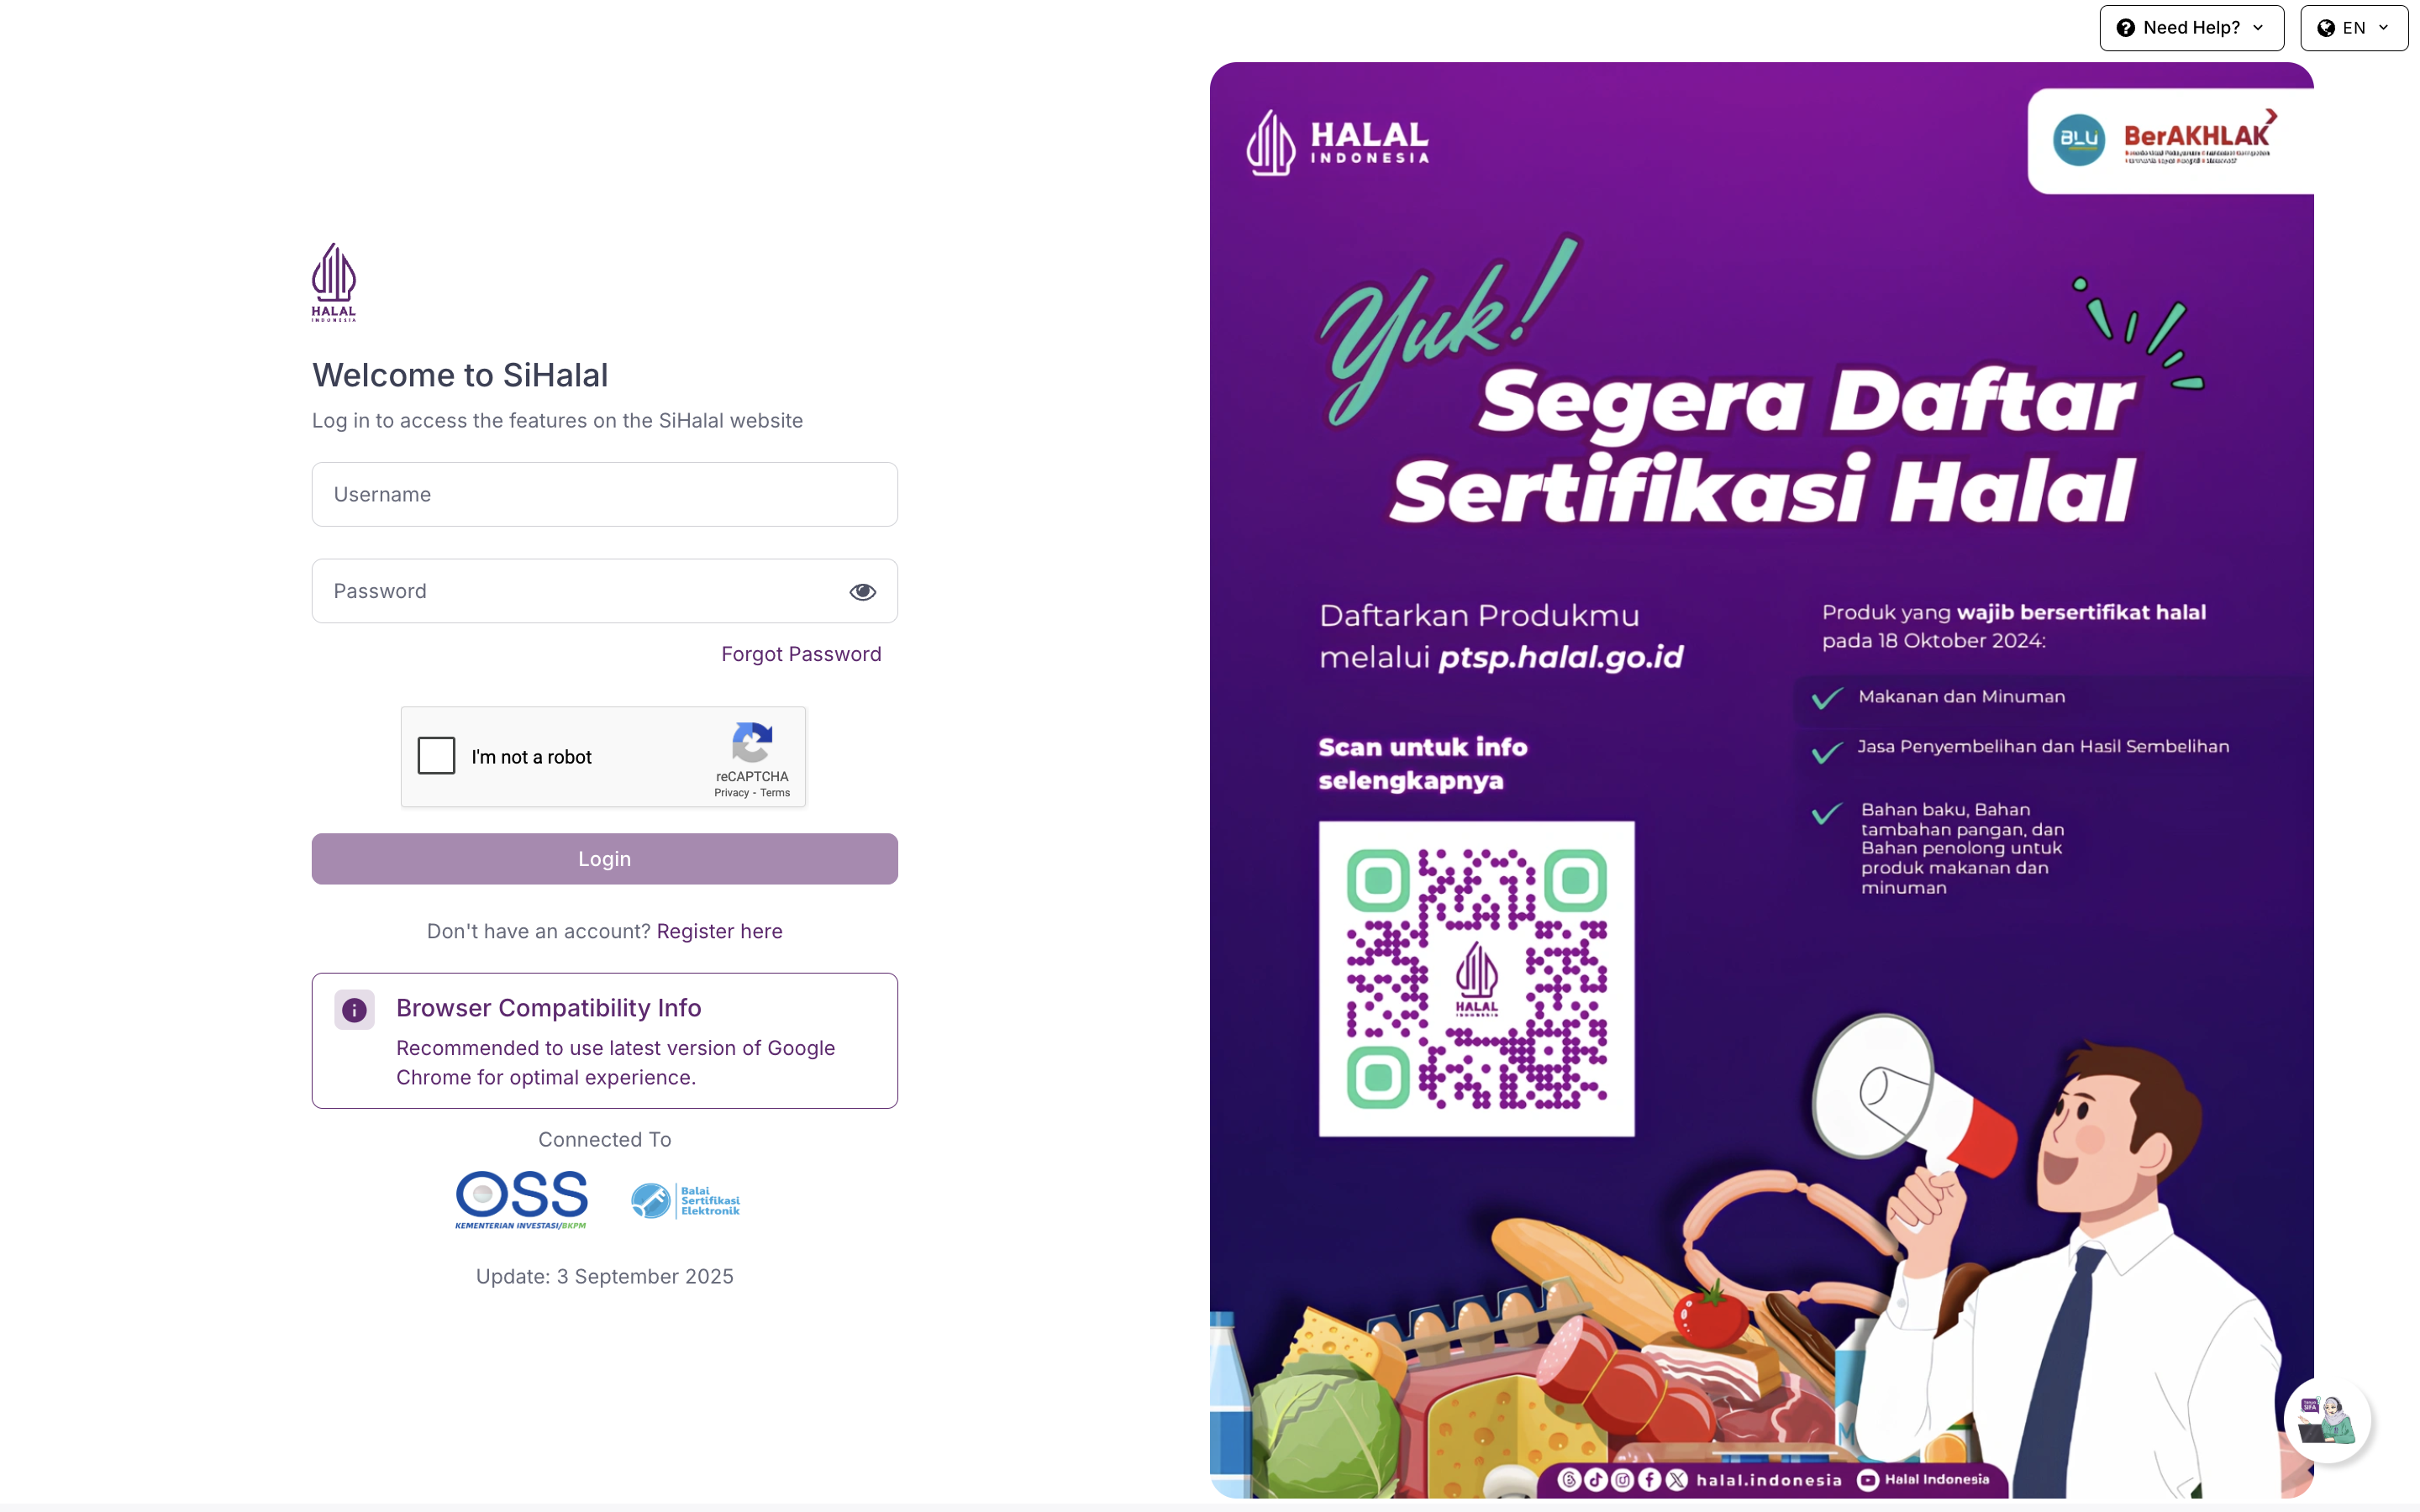 Need Help?
EN
HALAL
INDONESIA
Welcome to SiHalal
Log in to access the features on the SiHalal website
Username
Password
Forgot Password
I'm not a robot
reCAPTCHA
Privacy - Terms
Login
Don't have an account? Register here
Browser Compatibility Info
Recommended to use latest version of Google
Chrome for optimal experience.
Connected To
OSS
KEMENTERIAN INVESTASI/BKPM
Balai
Sertifikasi
Elektronik
Update: 3 September 2025
HALAL
INDONESIA
BLU
BerAKHLAK
Yuk!
Segera Daftar
Sertifikasi Halal
Daftarkan Produkmu
melalui ptsp.halal.go.id
Scan untuk info
selengkapnya
HALAL
INDONESIA
Produk yang wajib bersertifikat halal
pada 18 Oktober 2024:
Makanan dan Minuman
Jasa Penyembelihan dan Hasil Sembelihan
Bahan baku, Bahan
tambahan pangan, dan
Bahan penolong untuk
produk makanan dan
minuman
M
halal.indonesia
Halal Indonesia
SIFA